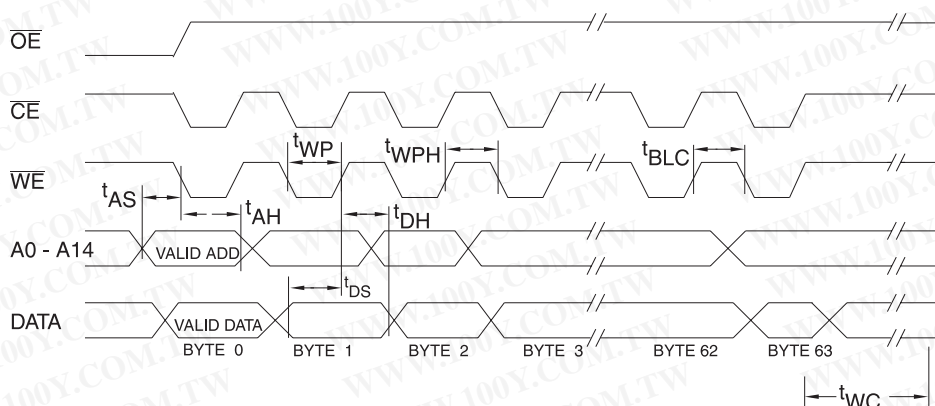 OE
CE
tWP
tWPH
tBLC
WE
tAS
tAH
tDH
A0 - A14
VALID ADD
tDS
DATA
VALID DATA
BYTE 0
BYTE 1
BYTE 2
BYTE 3
BYTE 62
BYTE 63
tWC
WWW.100Y.COM.TW